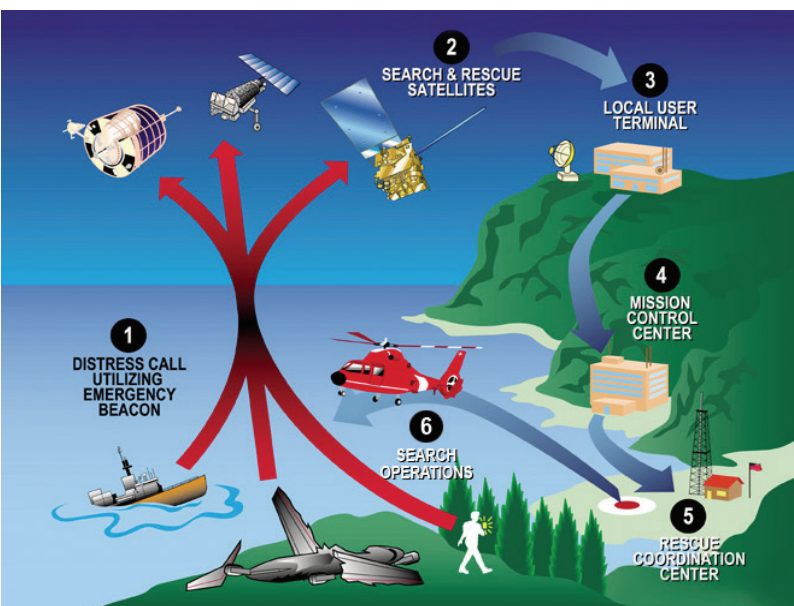 1
DISTRESS CALL
UTILIZING
EMERGENCY
BEACON
2
SEARCH & RESCUE
SATELLITES
3
LOCAL USER
TERMINAL
4
MISSION
CONTROL
CENTER
5
RESCUE
COORDINATION
CENTER
6
SEARCH
OPERATIONS